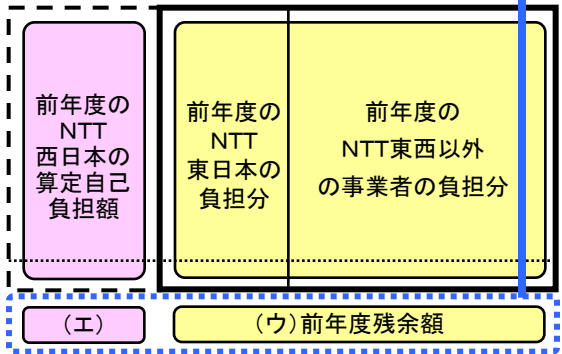 前年度の
NTT
西日本の
算定自己
負担額
前年度の
NTT
東日本の
負担分
前年度の
NTT東西以外
の事業者の負担分
(エ)
(ウ)前年度残余額